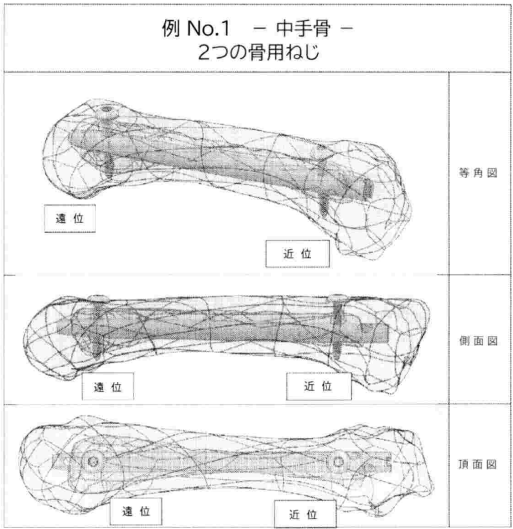 例 No.1 － 中手骨 －
2つの骨用ねじ
等角図
遠位
近位
側面図
遠位
近位
頂面図
遠位
近位